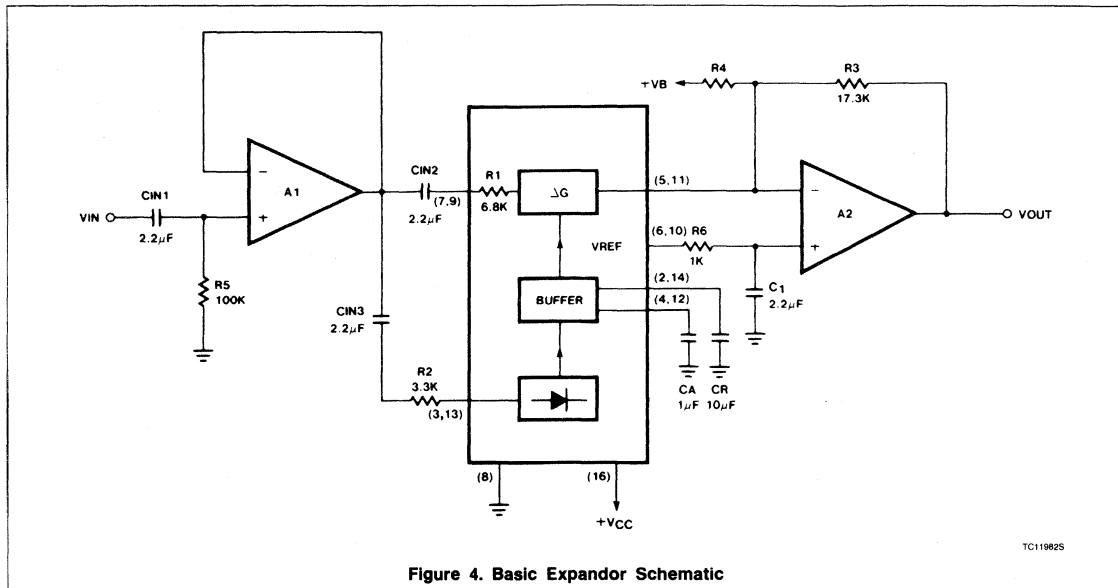 R4
R3
+VB
17.3K
CIN1
VIN
2.2μF
−
A1
+
R5
100K
CIN2
(7,9)
2.2μF
R1
6.8K
ΔG
(5,11)
−
A2
+
VOUT
VREF
(6,10)
R6
1K
C1
2.2μF
BUFFER
(2,14)
(4,12)
CIN3
2.2μF
R2
3.3K
(3,13)
CA
1μF
CR
10μF
(8)
(16)
+VCC
TC11982S
Figure 4. Basic Expandor Schematic